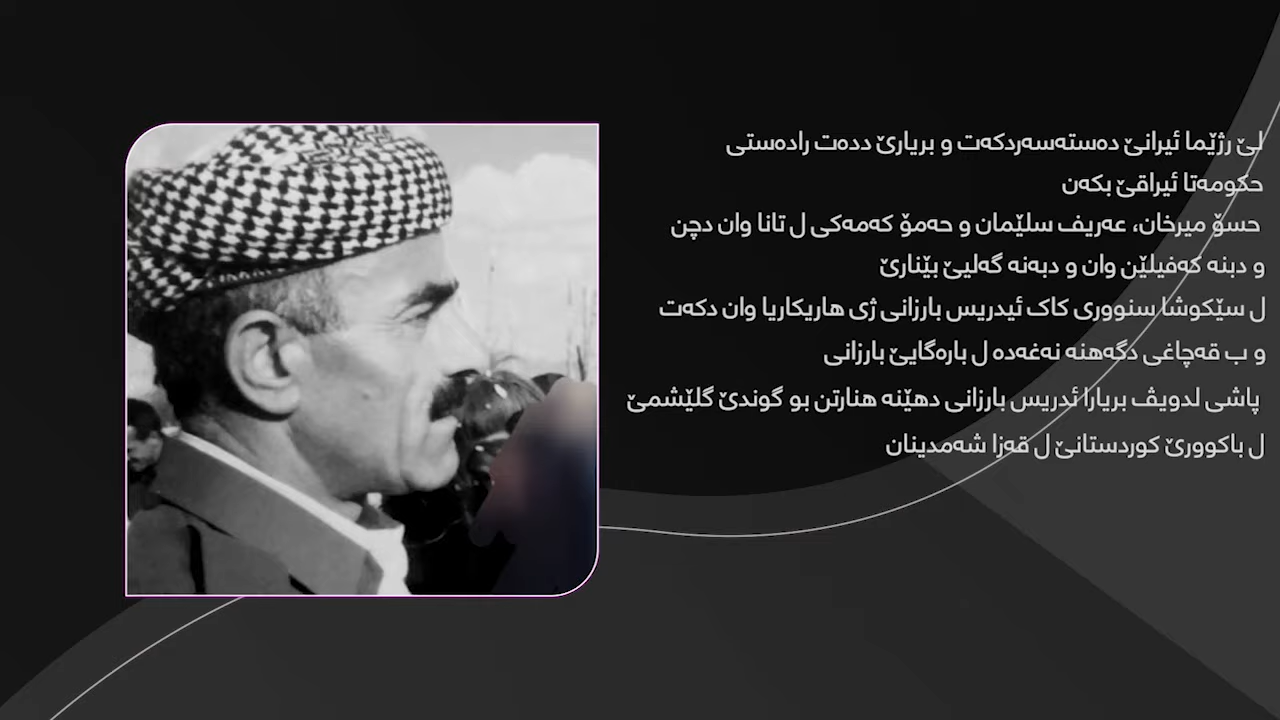 لێ رژێما ئیرانێ دەستەسەردکەت و بریارێ ددەت رادەستی
حکومەتا ئیراقێ بکەن
حسۆ میرخان، عەریف سلێمان و حەمۆ کەمەکی ل تانا وان دچن
و دبنە کەفیلێن وان و دبەنە گەلیێ بێنارێ
ل سێکوشا سنووری کاک ئیدریس بارزانی ژی هاریکاریا وان دکەت
و ب قەچاغی دگەهنە نەغەدە ل بارەگایێ بارزانی
پاشی لدویڤ بریارا ئدریس بارزانی دهێنە هنارتن بو گوندێ گلێشمێ
ل باکوورێ کوردستانێ ل قەزا شەمدینان